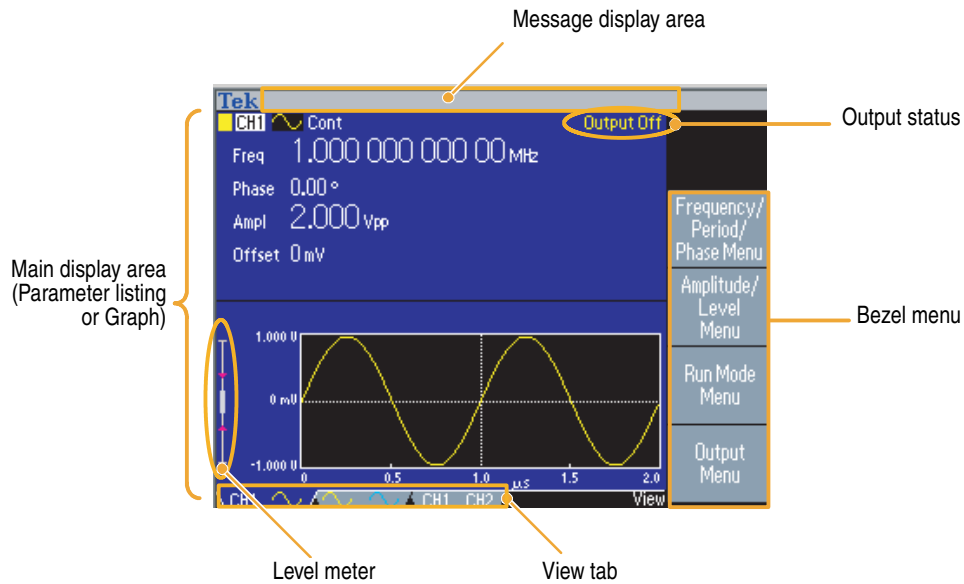 Message display area
Tek
CH1 Cont Output Off
Output status
Freq 1.000 000 000 00 MHz
Phase 0.00 °
Ampl 2.000 Vpp
Offset 0 mV
Frequency/
Period/
Phase Menu
Main display area
(Parameter listing
or Graph)
Amplitude/
Level
Menu
Bezel menu
Run Mode
Menu
Output
Menu
1.000 U
0 mU
-1.000 U
0 0.5 1.0 µs 1.5 2.0
CH1 CH1 CH2 View
Level meter
View tab